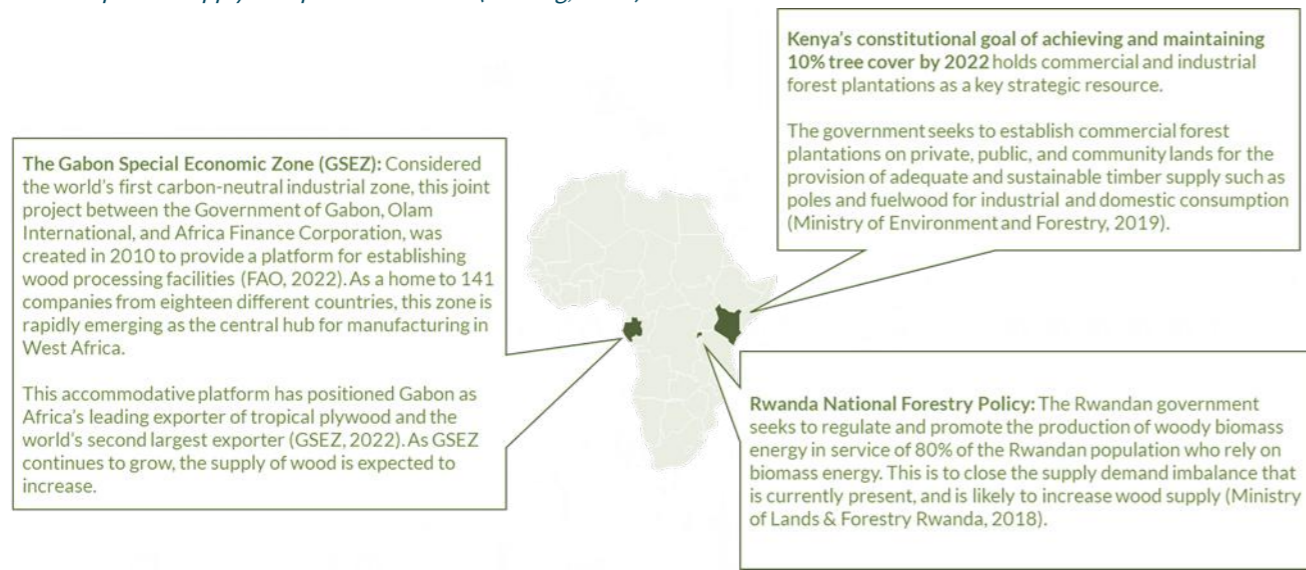 Kenya's constitutional goal of achieving and maintaining
10% tree cover by 2022 holds commercial and industrial
forest plantations as a key strategic resource.
The government seeks to establish commercial forest
plantations on private, public, and community lands for the
provision of adequate and sustainable timber supply such as
poles and fuelwood for industrial and domestic consumption
(Ministry of Environment and Forestry, 2019).
The Gabon Special Economic Zone (GSEZ): Considered
the world's first carbon-neutral industrial zone, this joint
project between the Government of Gabon, Olam
International, and Africa Finance Corporation, was
created in 2010 to provide a platform for establishing
wood processing facilities (FAO, 2022). As a home to 141
companies from eighteen different countries, this zone is
rapidly emerging as the central hub for manufacturing in
West Africa.
This accommodative platform has positioned Gabon as
Africa's leading exporter of tropical plywood and the
world's second largest exporter (GSEZ, 2022). As GSEZ
continues to grow, the supply of wood is expected to
increase.
Rwanda National Forestry Policy: The Rwandan government
seeks to regulate and promote the production of woody biomass
energy in service of 80% of the Rwandan population who rely on
biomass energy. This is to close the supply demand imbalance that
is currently present, and is likely to increase wood supply (Ministry
of Lands & Forestry Rwanda, 2018).